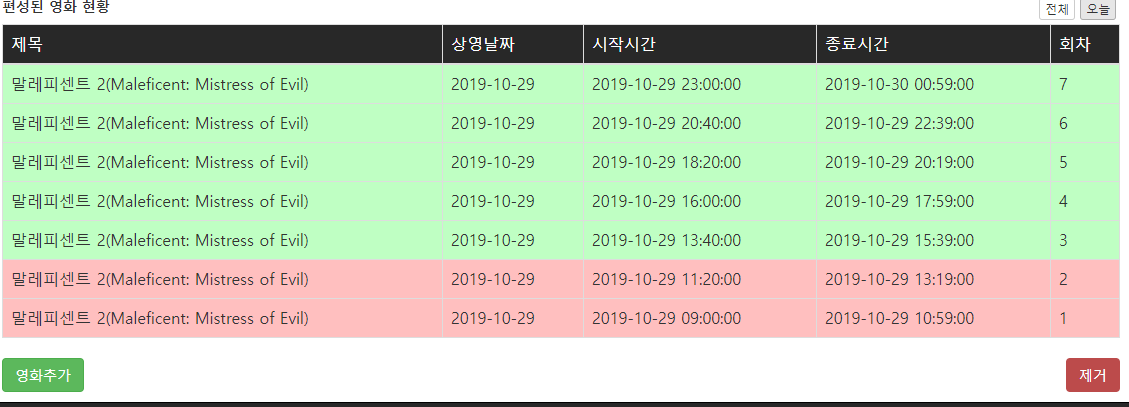 편성된 영화 현황 전체 오늘
제목 상영날짜 시작시간 종료시간 회차
말레피센트 2(Maleficent: Mistress of Evil) 2019-10-29 2019-10-29 23:00:00 2019-10-30 00:59:00 7
말레피센트 2(Maleficent: Mistress of Evil) 2019-10-29 2019-10-29 20:40:00 2019-10-29 22:39:00 6
말레피센트 2(Maleficent: Mistress of Evil) 2019-10-29 2019-10-29 18:20:00 2019-10-29 20:19:00 5
말레피센트 2(Maleficent: Mistress of Evil) 2019-10-29 2019-10-29 16:00:00 2019-10-29 17:59:00 4
말레피센트 2(Maleficent: Mistress of Evil) 2019-10-29 2019-10-29 13:40:00 2019-10-29 15:39:00 3
말레피센트 2(Maleficent: Mistress of Evil) 2019-10-29 2019-10-29 11:20:00 2019-10-29 13:19:00 2
말레피센트 2(Maleficent: Mistress of Evil) 2019-10-29 2019-10-29 09:00:00 2019-10-29 10:59:00 1
영화추가 제거